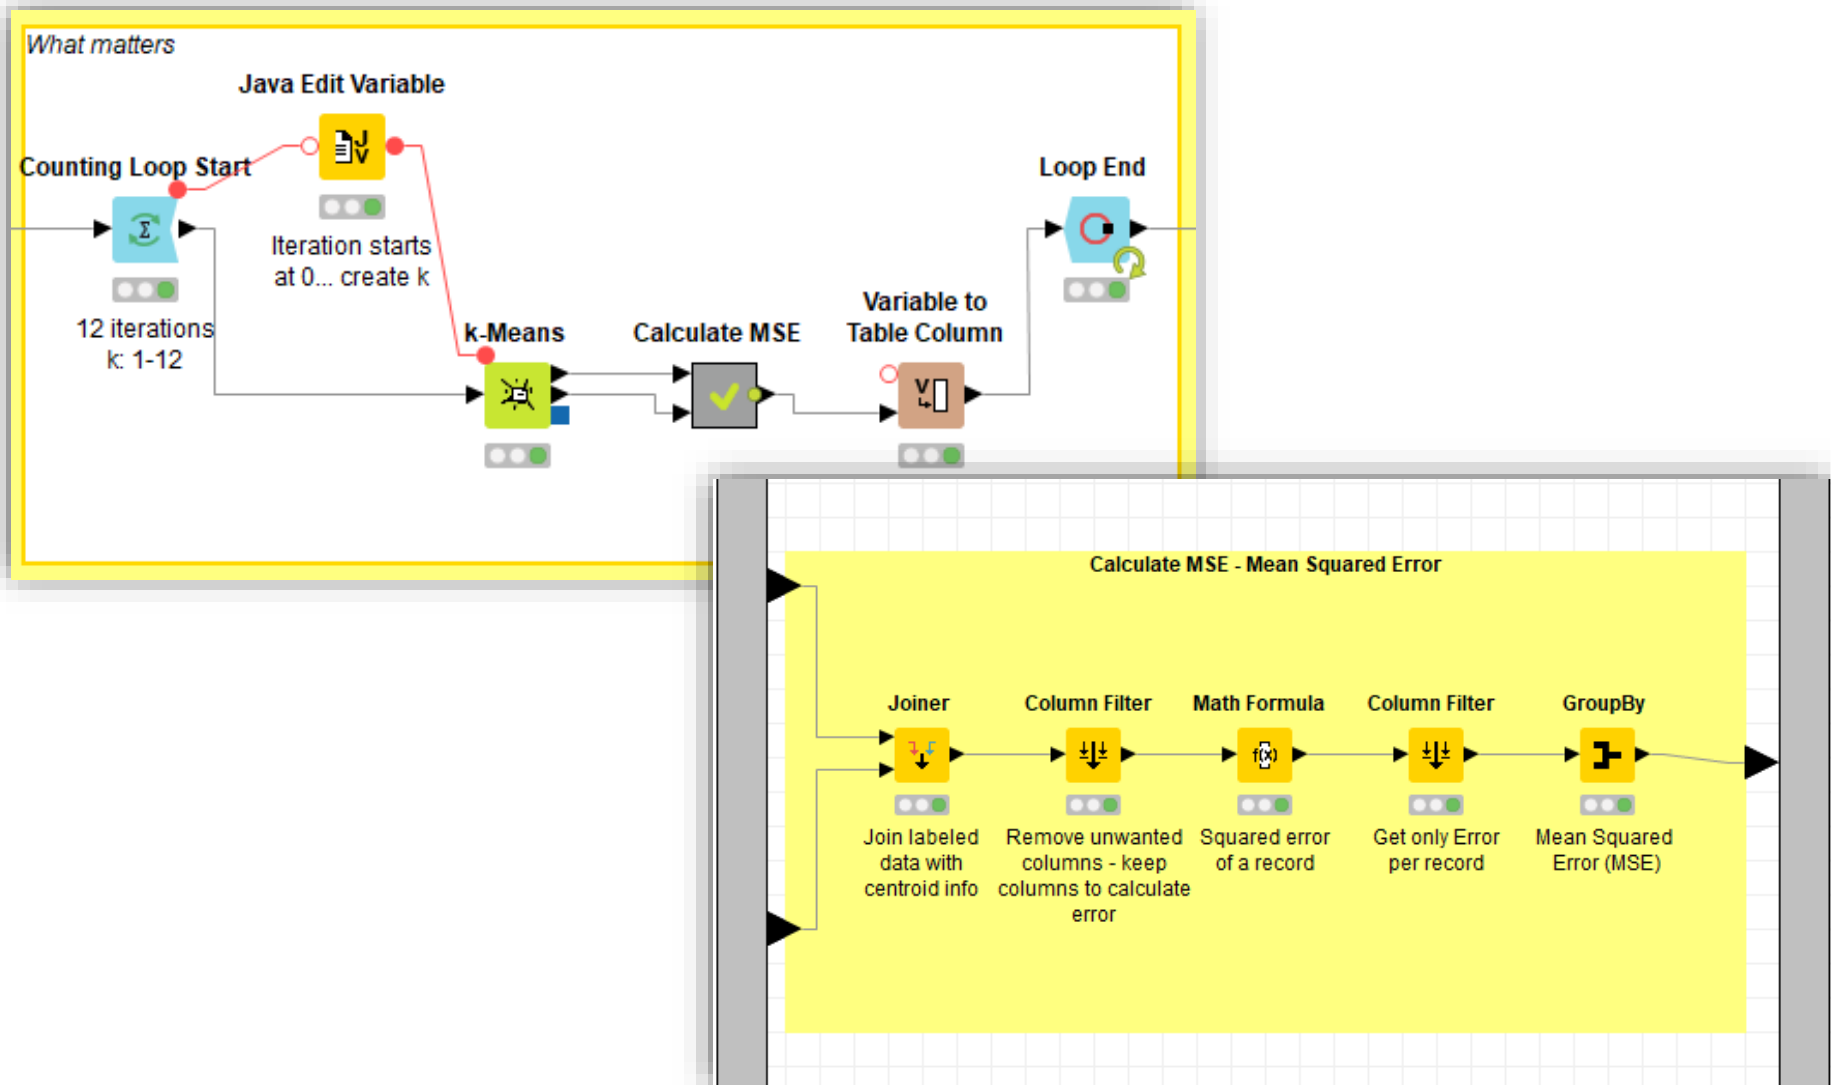 What matters
Java Edit Variable
Counting Loop Start
Loop End
Iteration starts
at 0... create k
Variable to
Table Column
12 iterations
k: 1-12
k-Means
Calculate MSE
Calculate MSE - Mean Squared Error
Joiner
Column Filter
Math Formula
Column Filter
GroupBy
f(x)
Join labeled
data with
centroid info
Remove unwanted
columns - keep
columns to calculate
error
Squared error
of a record
Get only Error
per record
Mean Squared
Error (MSE)